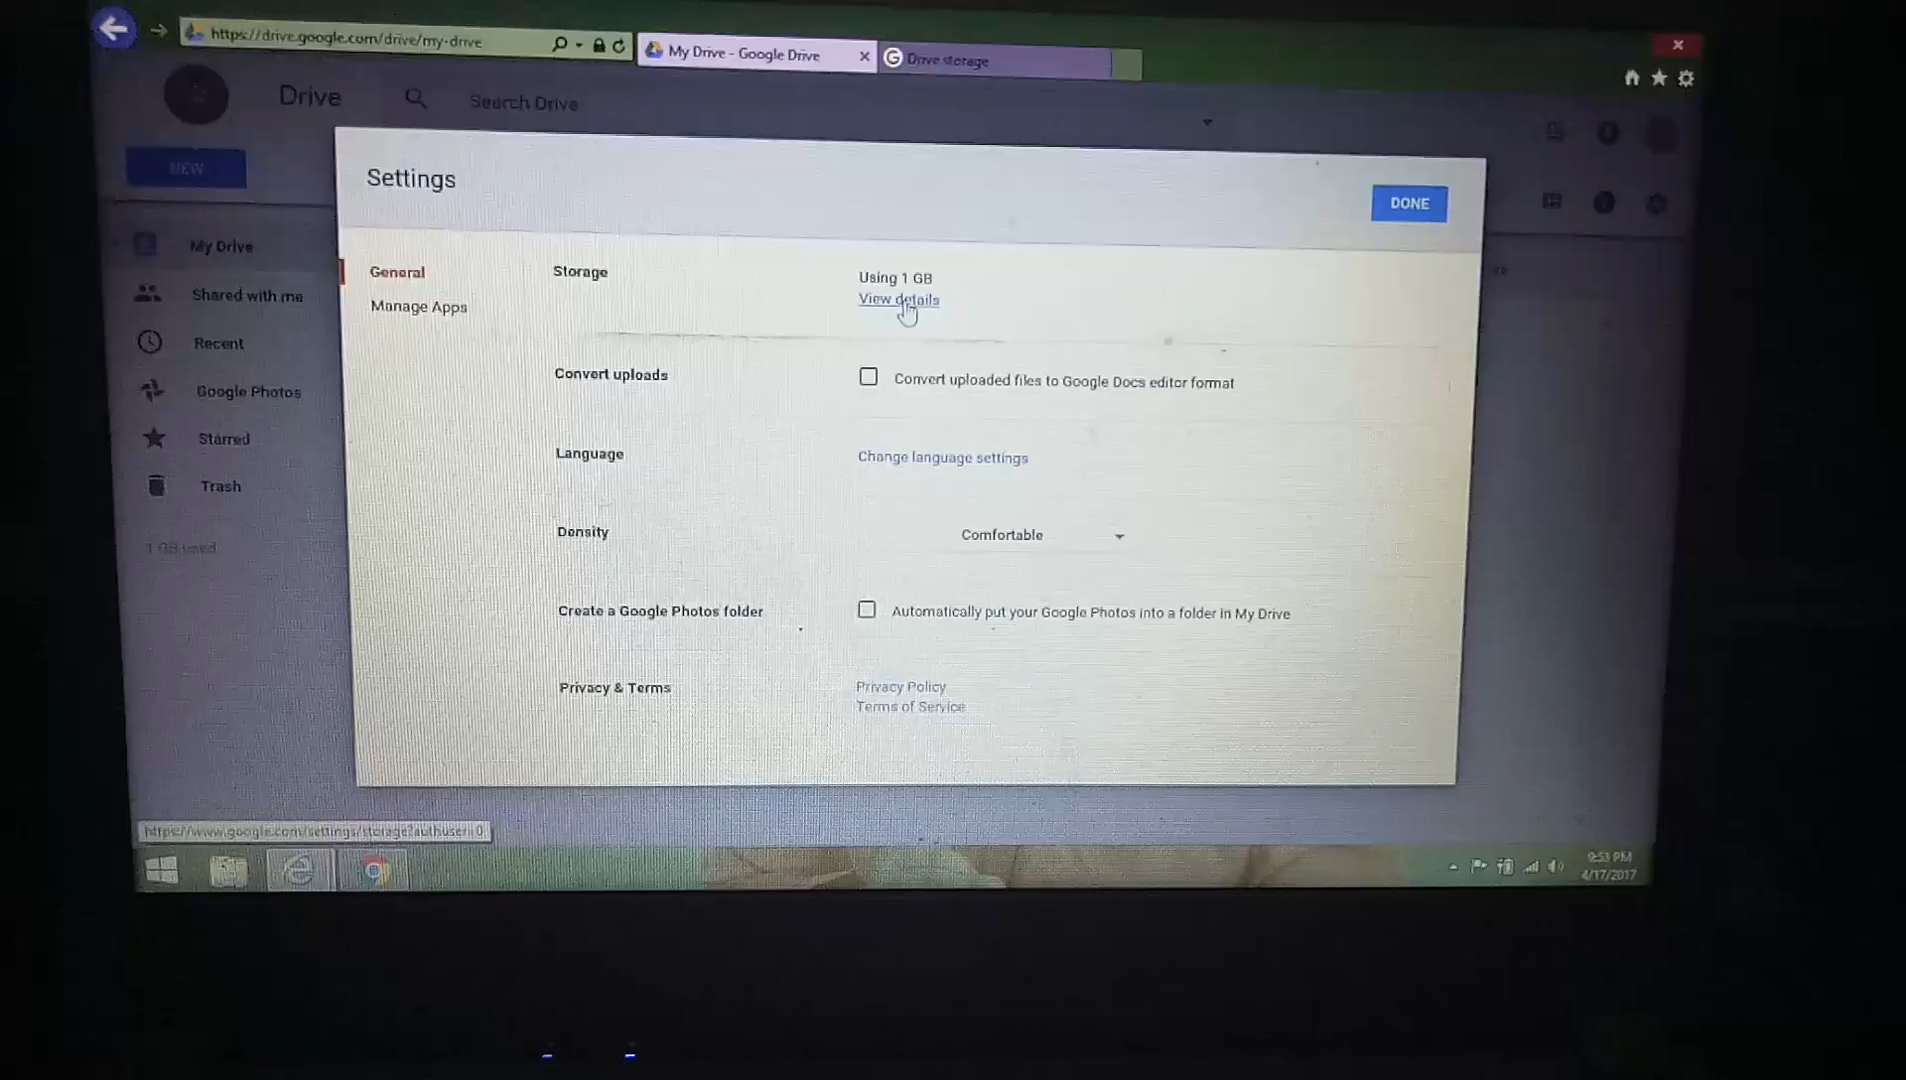 https://drive.google.com/drive/my-drive
My Drive - Google Drive
Drive storage
Drive
Search Drive
NEW
Settings
DONE
My Drive
Shared with me
Recent
Google Photos
Starred
Trash
1 GB used
General
Manage Apps
Storage
Using 1 GB
View details
Convert uploads
Convert uploaded files to Google Docs editor format
Language
Change language settings
Density
Comfortable
Create a Google Photos folder
Automatically put your Google Photos into a folder in My Drive
Privacy & Terms
Privacy Policy
Terms of Service
https://www.google.com/settings/storage?authuser=0
9:53 PM
4/17/2017